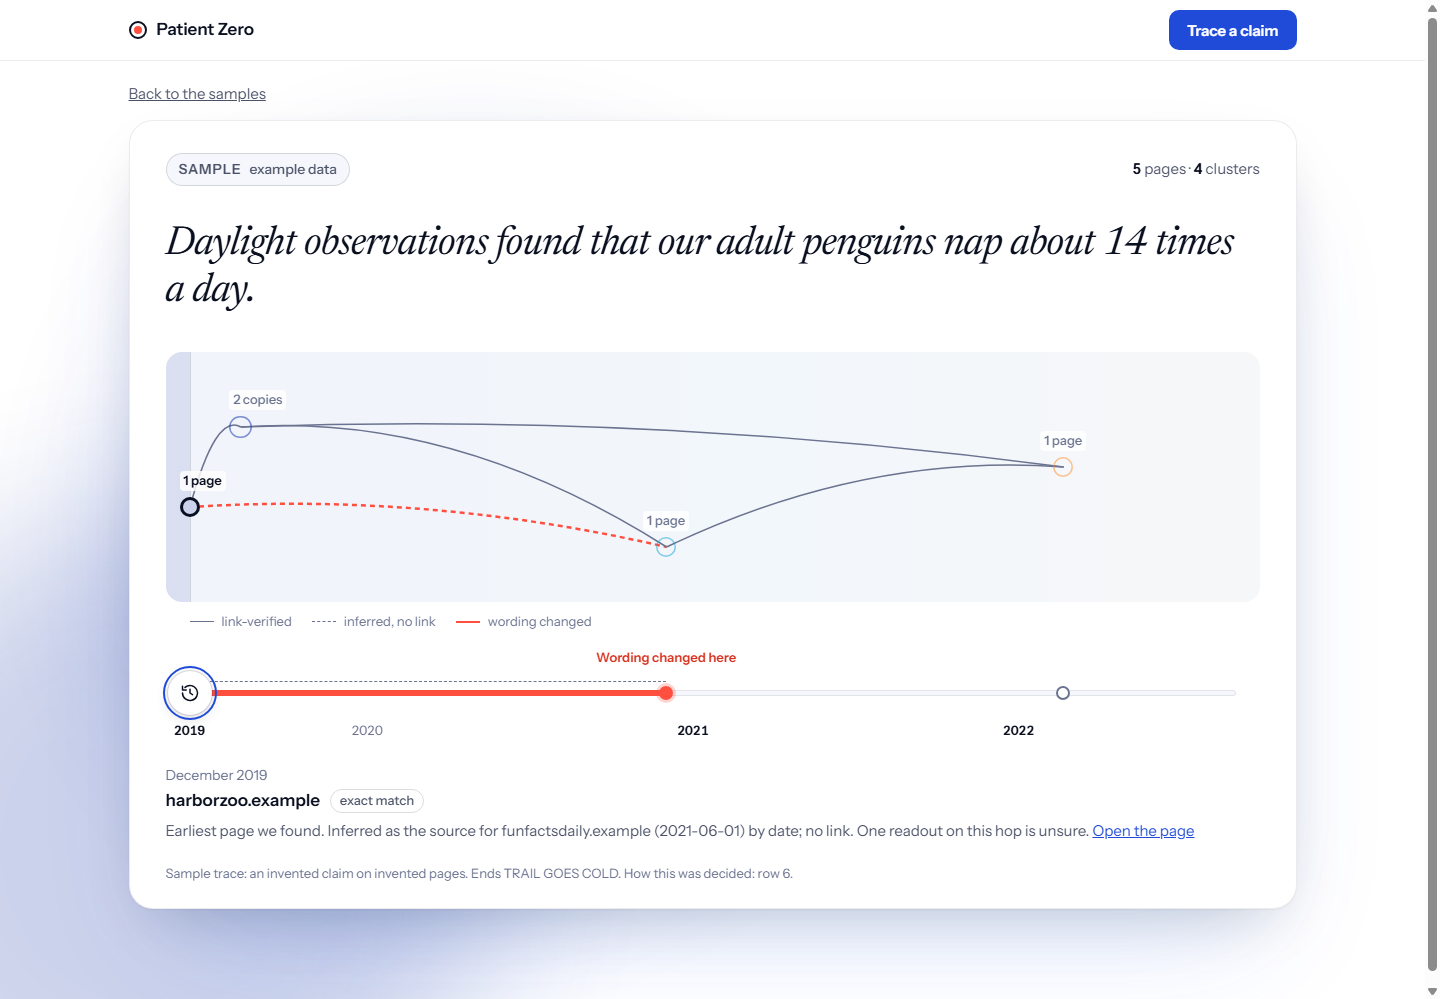 Patient Zero
Trace a claim
Back to the samples
SAMPLE example data
5 pages · 4 clusters
Daylight observations found that our adult penguins nap about 14 times
a day.
2 copies
1 page
1 page
1 page
link-verified
inferred, no link
wording changed
Wording changed here
2019
2020
2021
2022
December 2019
harborzoo.example exact match
Earliest page we found. Inferred as the source for funfactsdaily.example (2021-06-01) by date; no link. One readout on this hop is unsure. Open the page
Sample trace: an invented claim on invented pages. Ends TRAIL GOES COLD. How this was decided: row 6.